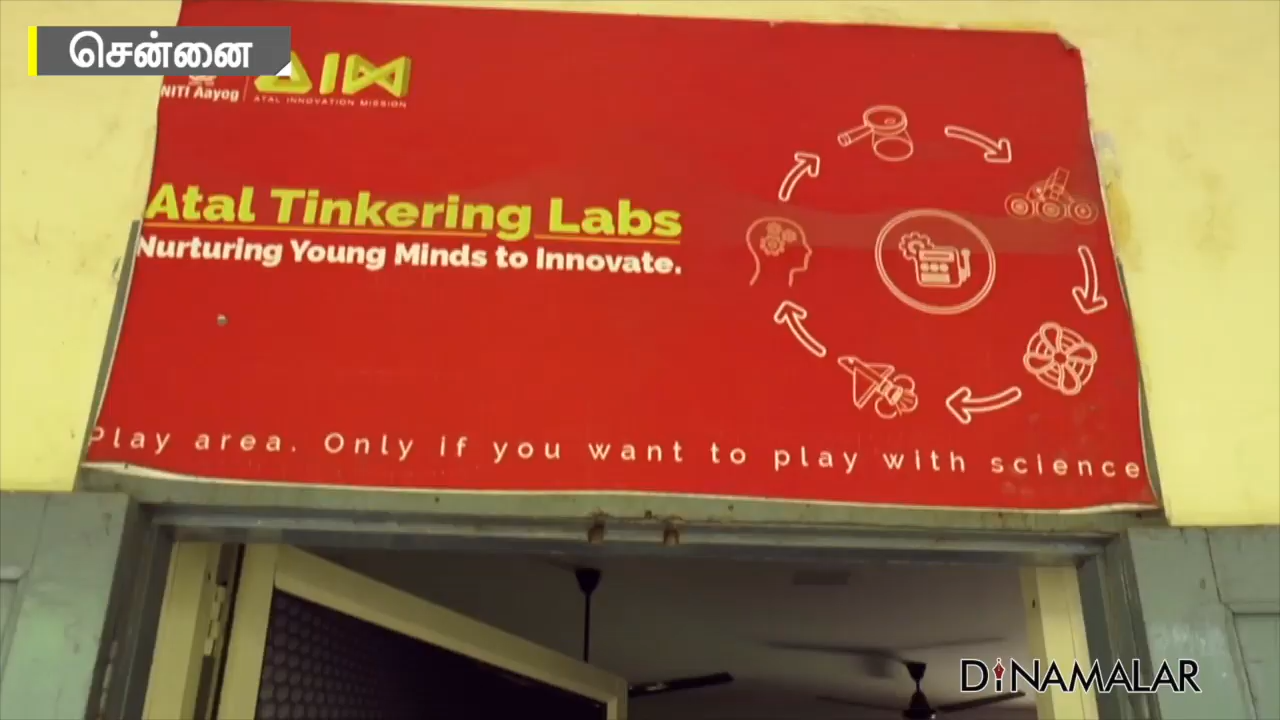 சென்னை
NITI Aayog
AIM
ATAL INNOVATION MISSION
Atal Tinkering Labs
Nurturing Young Minds to Innovate.
Play area. Only if you want to play with science
DINAMALAR